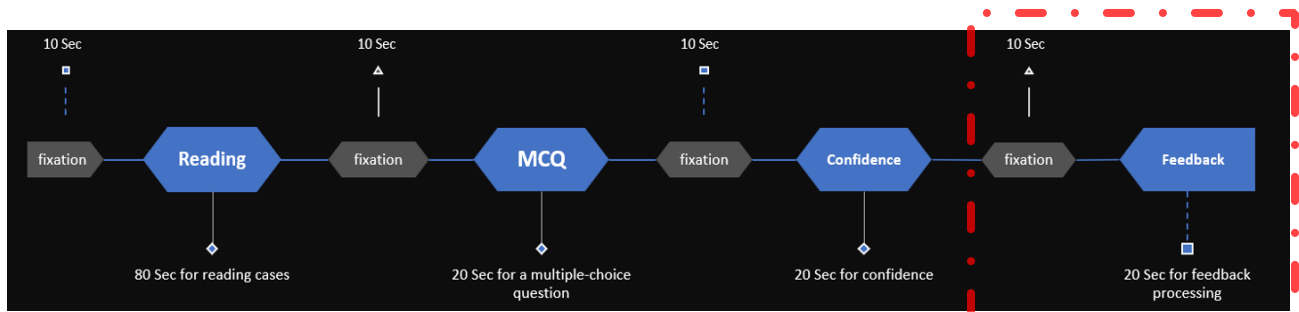 10 Sec
10 Sec
10 Sec
10 Sec
fixation
Reading
fixation
MCQ
fixation
Confidence
fixation
Feedback
80 Sec for reading cases
20 Sec for a multiple-choice
question
20 Sec for confidence
20 Sec for feedback
processing